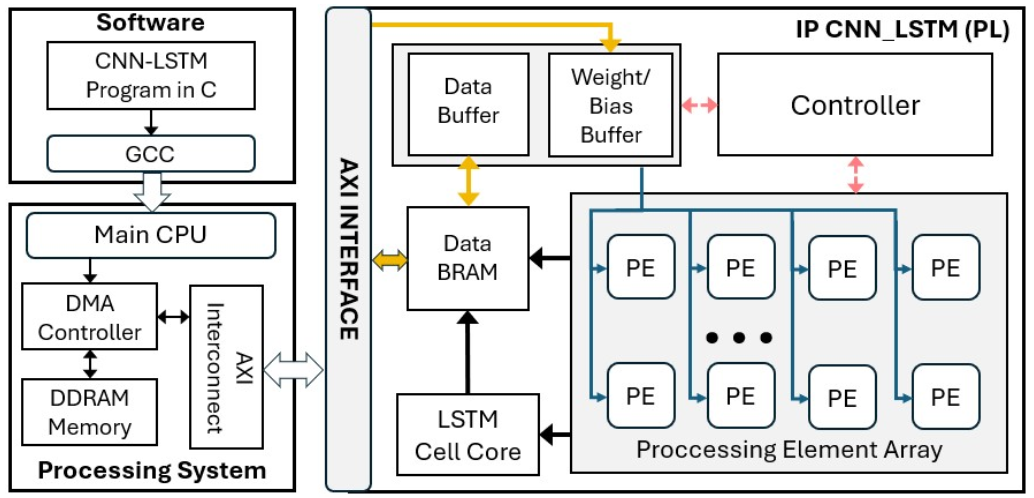 Software
CNN-LSTM
Program in C
GCC
Main CPU
DMA
Controller
DDRAM
Memory
AXI
Interconnect
Processing System
AXI INTERFACE
IP CNN_LSTM (PL)
Data
Buffer
Weight/
Bias
Buffer
Controller
Data
BRAM
LSTM
Cell Core
PE PE PE PE
PE PE PE PE
Proccessing Element Array